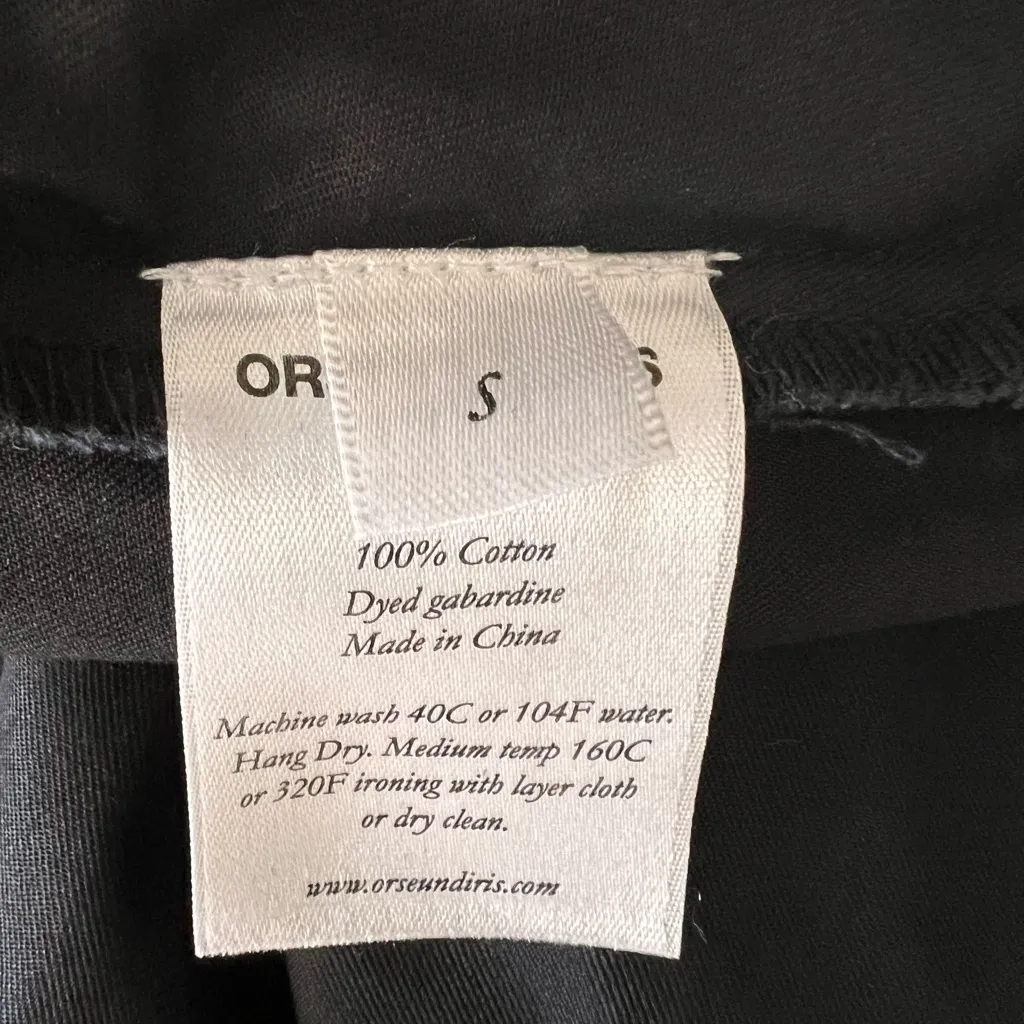 OR S
S
100% Cotton
Dyed gabardine
Made in China
Machine wash 40C or 104F water.
Hang Dry. Medium temp 160C
or 320F ironing with layer cloth
or dry clean.
www.orseundiris.com